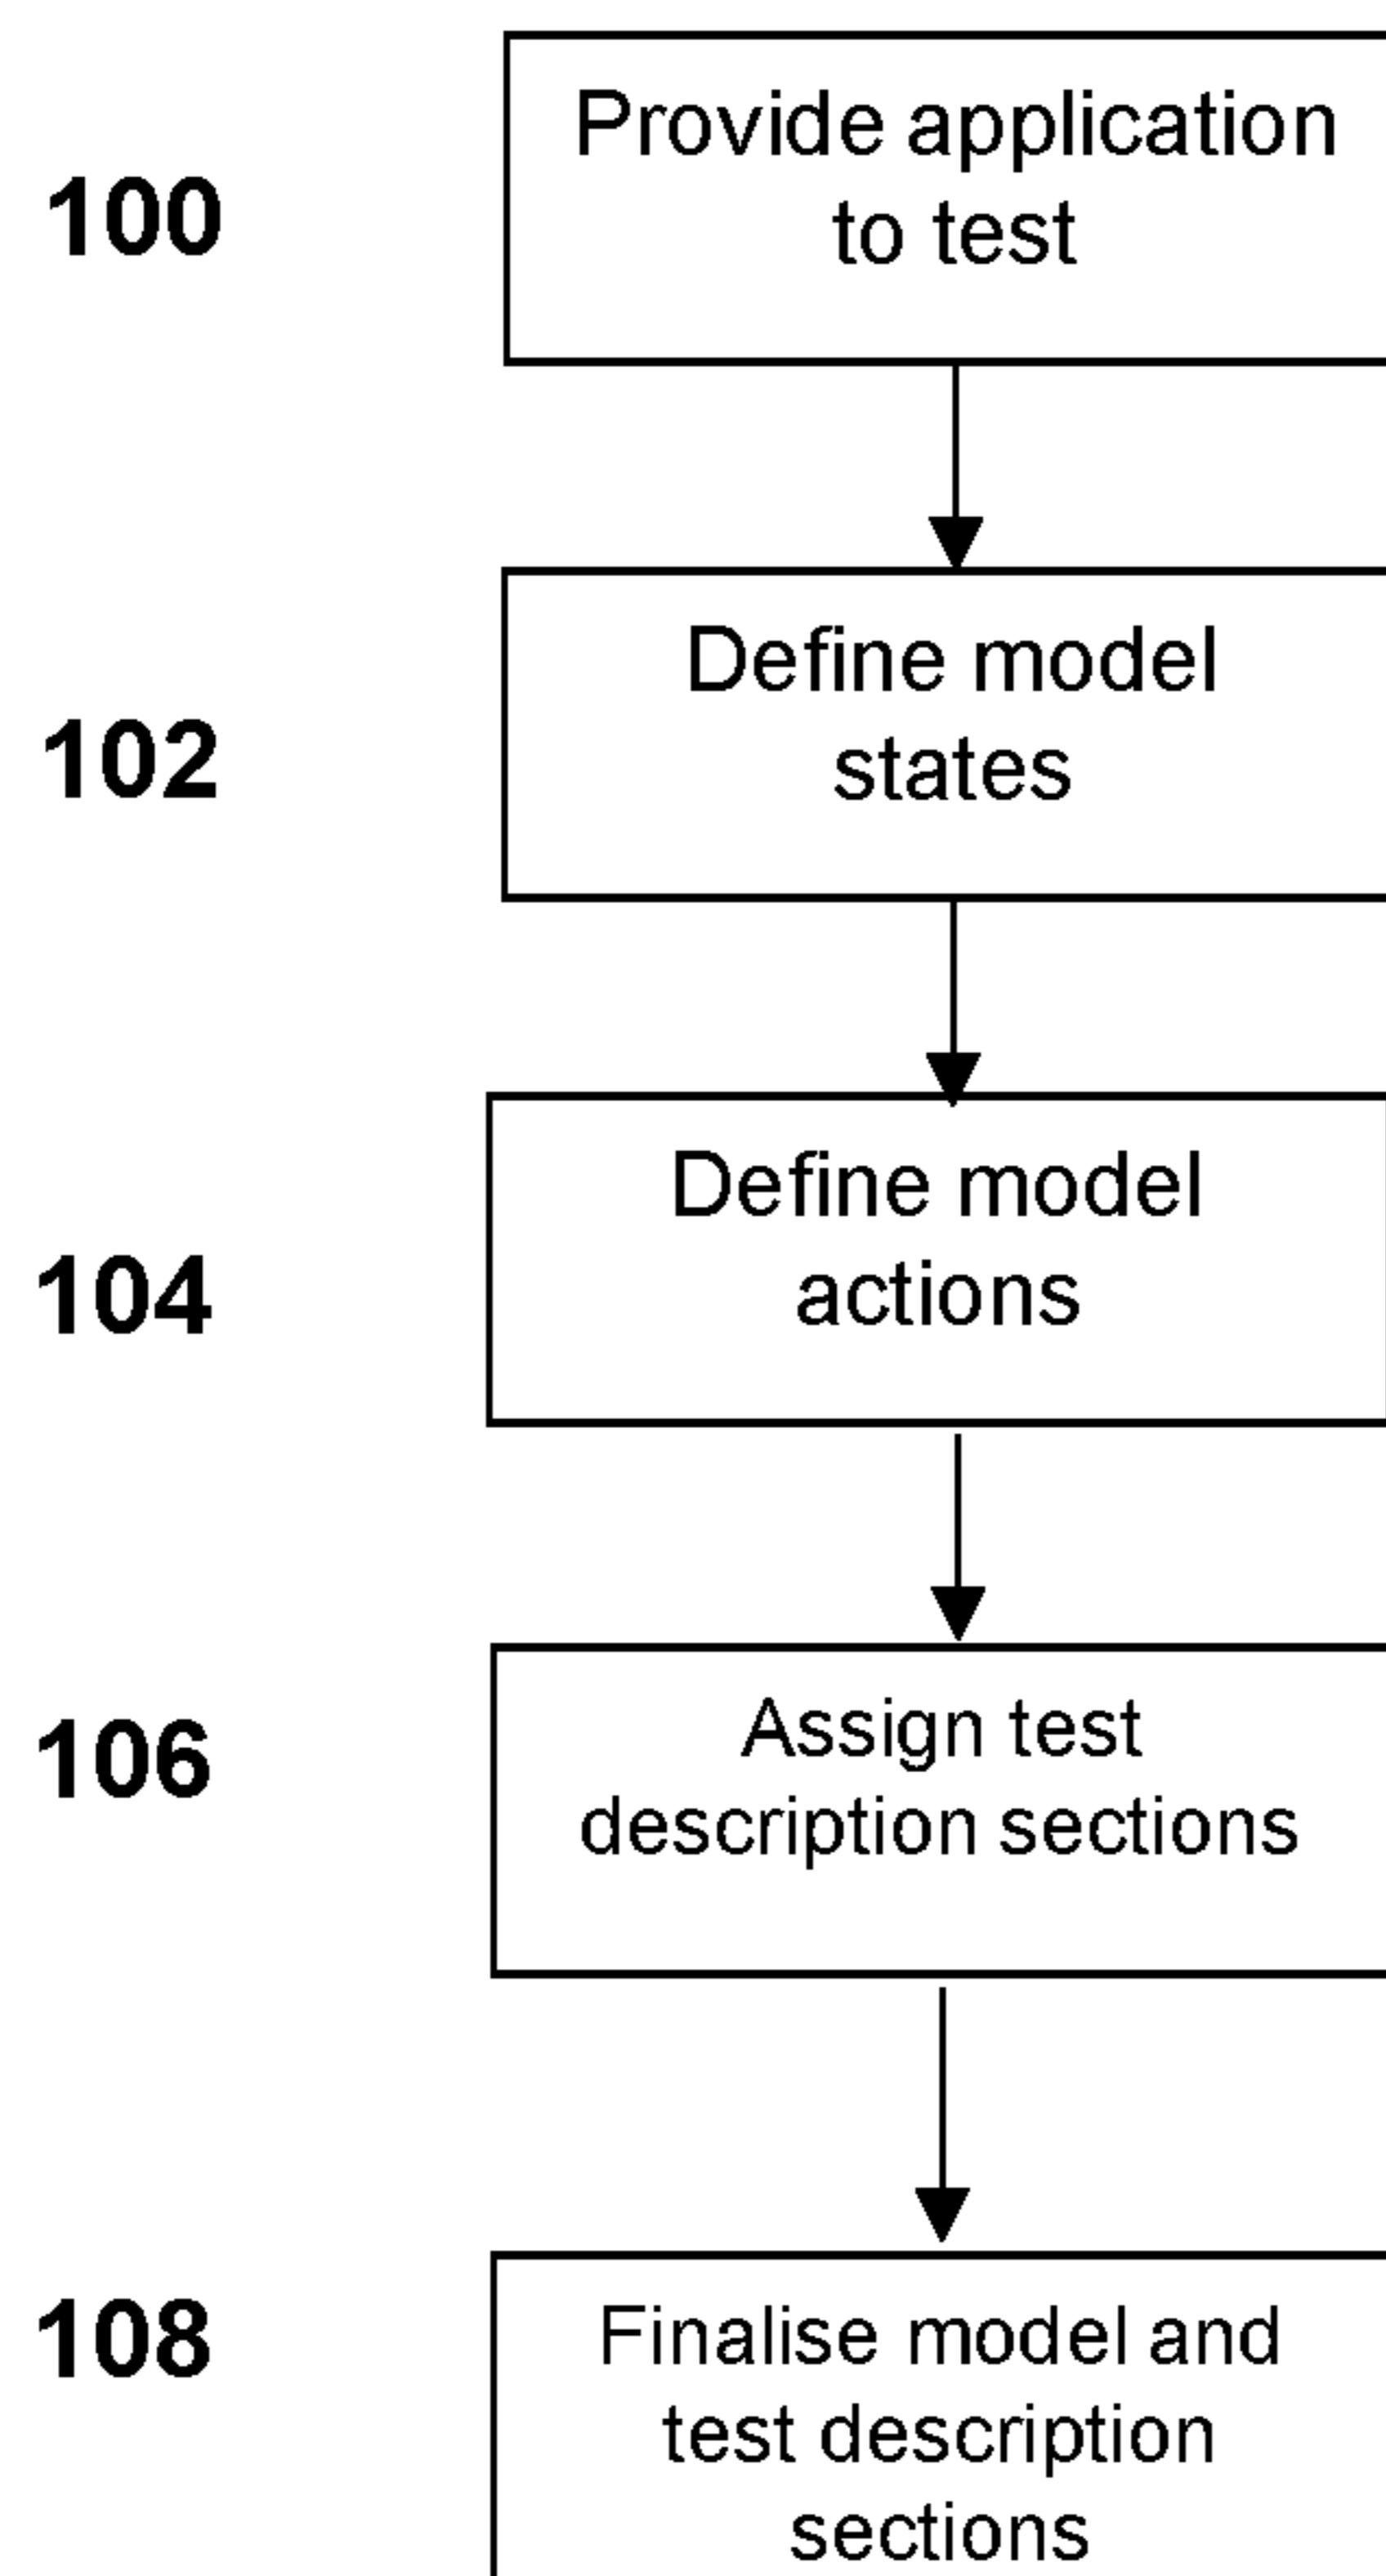 Provide application
to test
100
Define model
states
102
Define model
actions
104
Assign test
description sections
106
Finalise model and
test description
sections
108